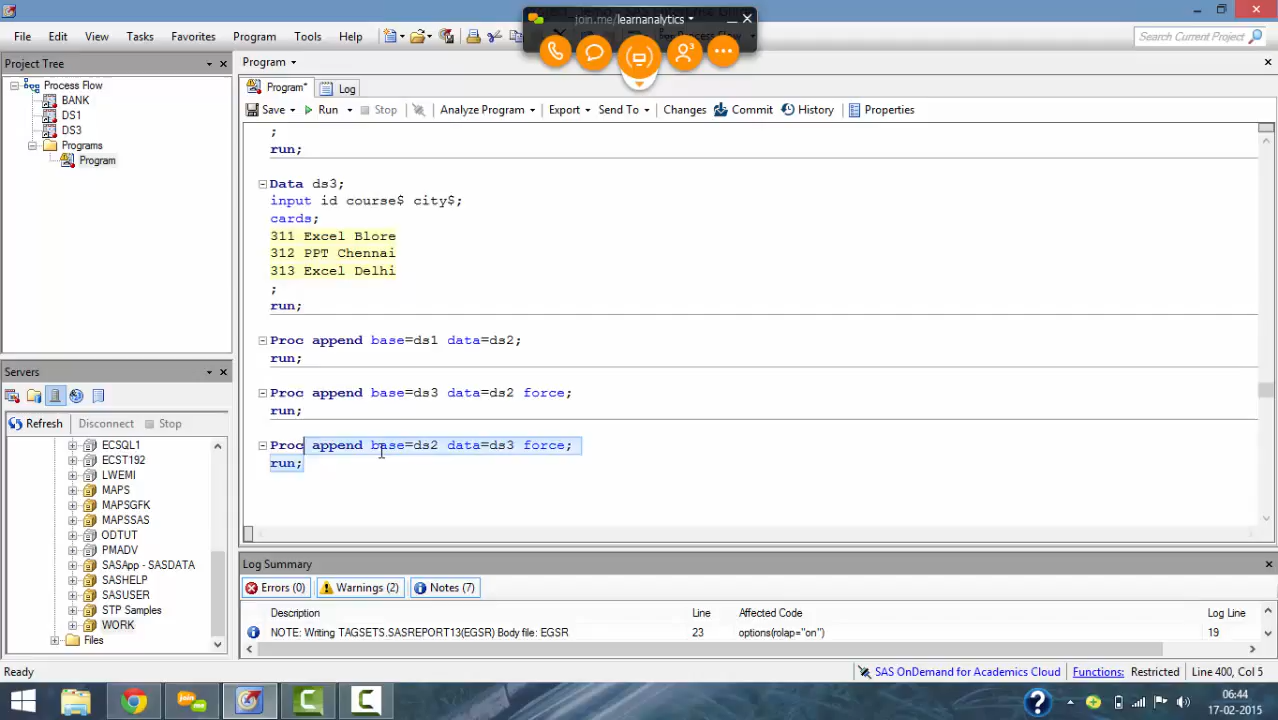 join.me/learnanalytics
File Edit View Tasks Favorites Program Tools Help
Search Current Project
Project Tree
Process Flow
BANK
DS1
DS3
Programs
Program
Program
Program* Log
Save Run Stop Analyze Program Export Send To Changes Commit History Properties
;
run;
Data ds3;
input id course$ city$;
cards;
311 Excel Blore
312 PPT Chennai
313 Excel Delhi
;
run;
Proc append base=ds1 data=ds2;
run;
Proc append base=ds3 data=ds2 force;
run;
Proc append base=ds2 data=ds3 force;
run;
Servers
Refresh Disconnect Stop
ECSQL1
ECST192
LWEMI
MAPS
MAPSGFK
MAPSSAS
ODTUT
PMADV
SASApp - SASDATA
SASHELP
SASUSER
STP Samples
WORK
Files
Log Summary
Errors (0) Warnings (2) Notes (7)
Description Line Affected Code Log Line
NOTE: Writing TAGSETS.SASREPORT13(EGSR) Body file: EGSR 23 options(rolap="on") 19
Ready SAS OnDemand for Academics Cloud Functions: Restricted Line 400, Col 5
06:44
17-02-2015